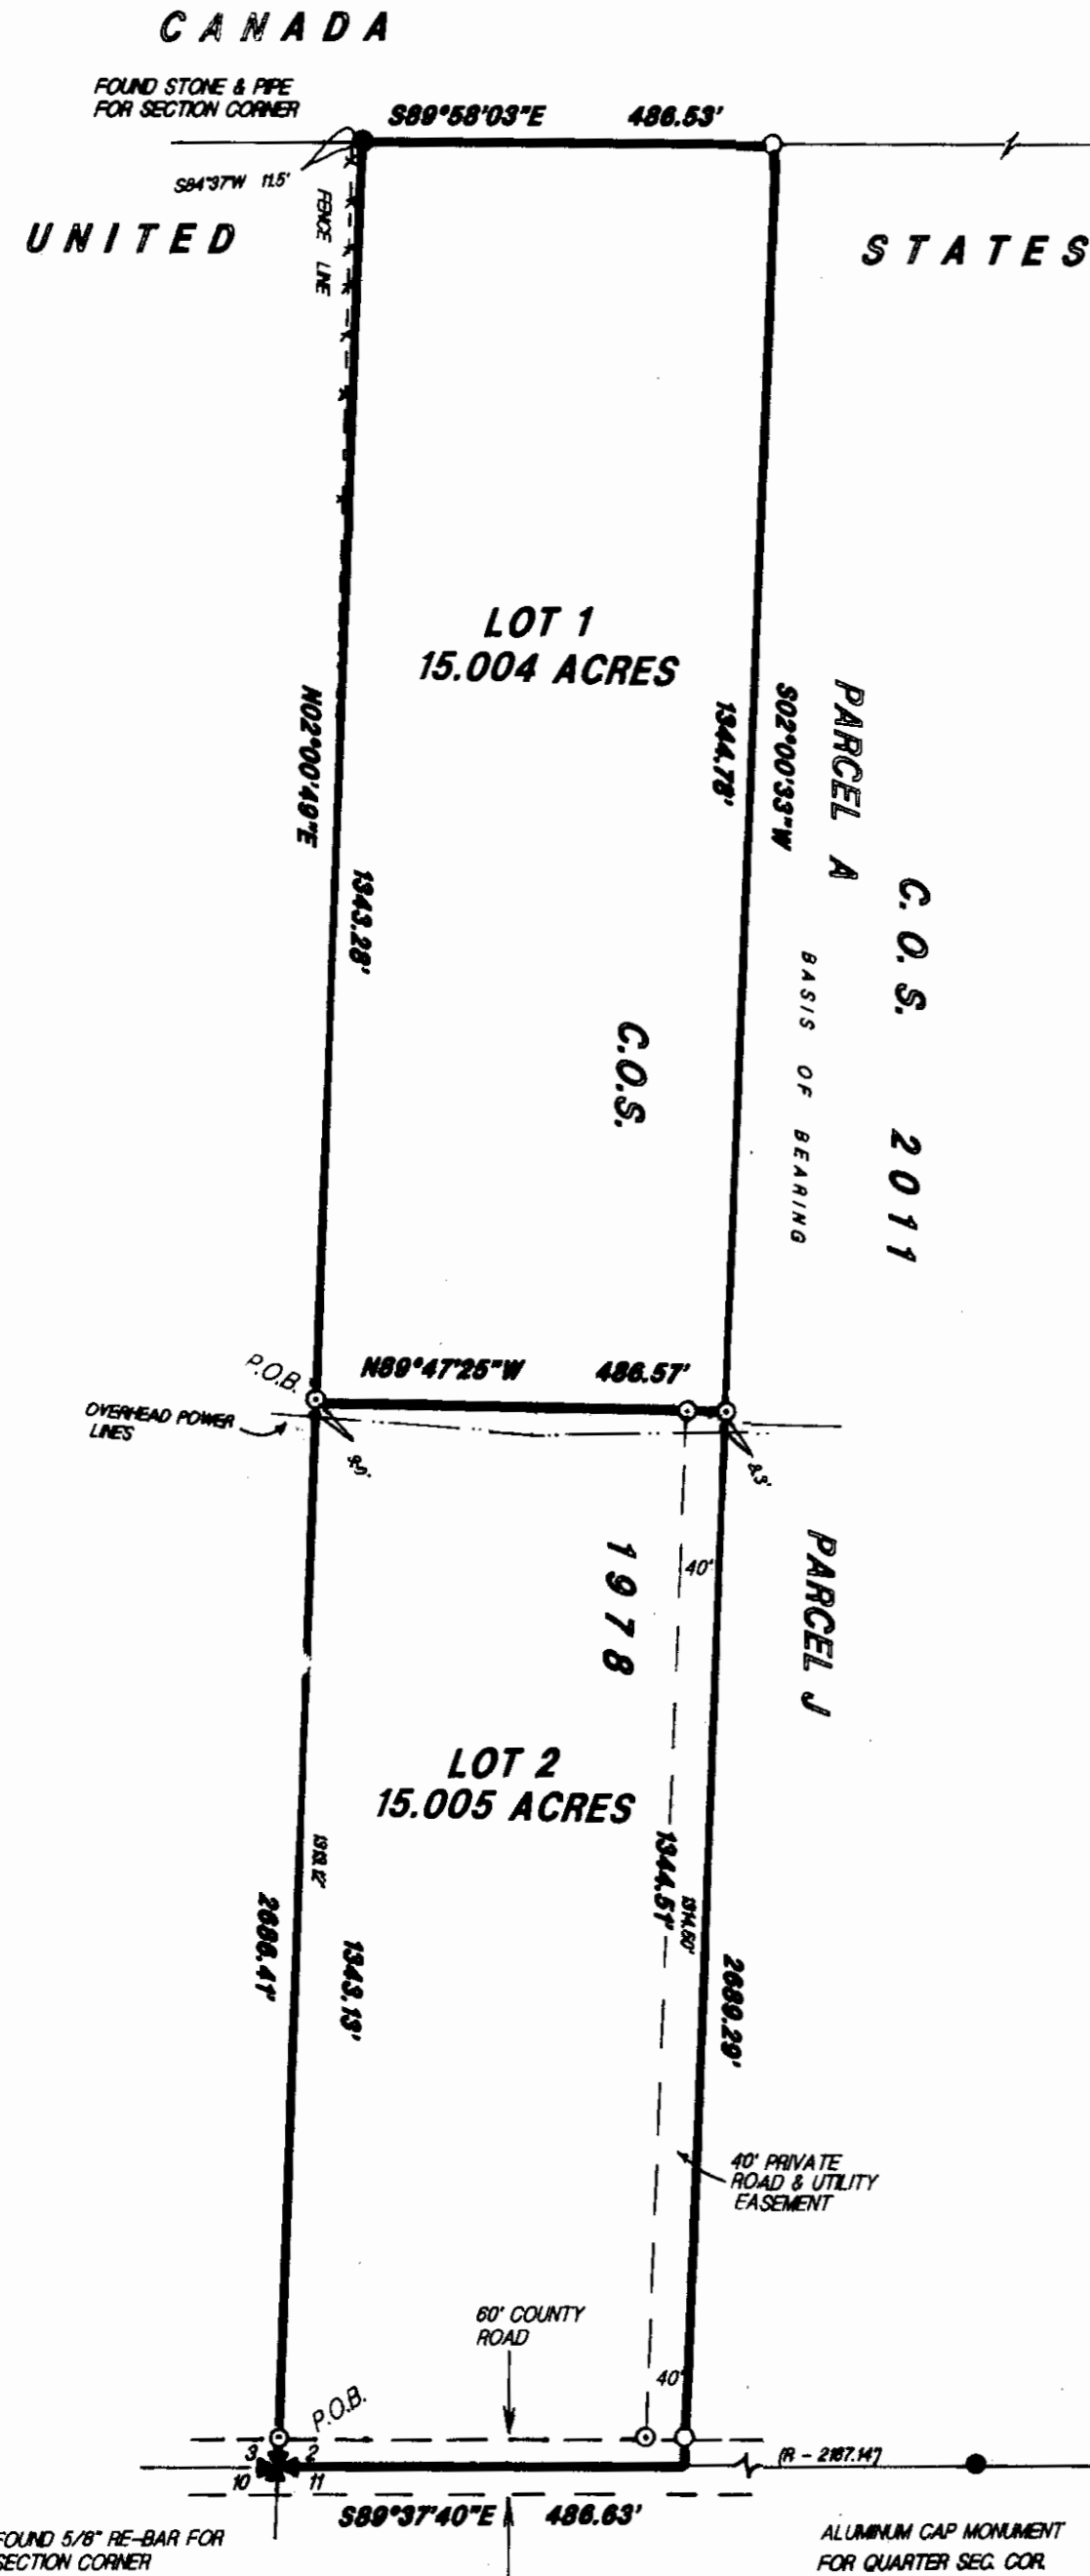 CANADA
FOUND STONE & PIPE
FOR SECTION CORNER
S89°58'03"E 486.53'
S84°37'W 11.5'
UNITED
STATES
FENCE LINE
LOT 1
15.004 ACRES
N02°00'49"E
1343.28'
1344.78'
S02°00'33"W
PARCEL A
C.O.S. 2011
BASIS OF BEARING
C.O.S.
P.O.B.
N89°47'25"W 486.57'
OVERHEAD POWER
LINES
40'
1978
PARCEL J
LOT 2
15.005 ACRES
1313.12'
2686.41'
1343.13'
1344.51'
1314.50'
2689.29'
40' PRIVATE
ROAD & UTILITY
EASEMENT
60' COUNTY
ROAD
40'
P.O.B.
3 2
10 11
(R - 2167.14')
S89°37'40"E 486.63'
FOUND 5/8" RE-BAR FOR
SECTION CORNER
ALUMINUM CAP MONUMENT
FOR QUARTER SEC. COR.